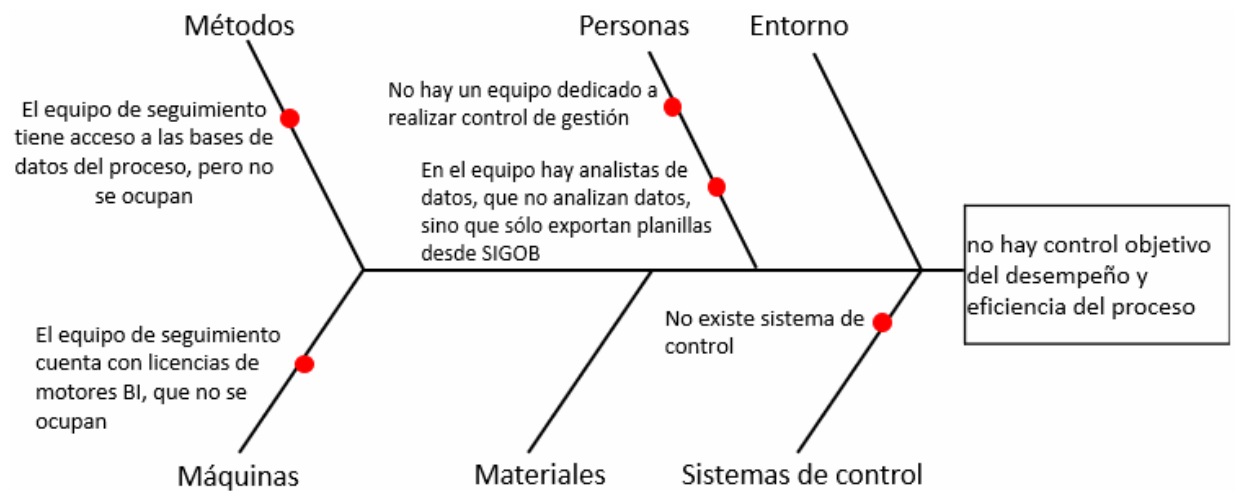 Métodos
Personas
Entorno
El equipo de seguimiento
tiene acceso a las bases de
datos del proceso, pero no
se ocupan
No hay un equipo dedicado a
realizar control de gestión
En el equipo hay analistas de
datos, que no analizan datos,
sino que sólo exportan planillas
desde SIGOB
no hay control objetivo
del desempeño y
eficiencia del proceso
El equipo de seguimiento
cuenta con licencias de
motores BI, que no se
ocupan
No existe sistema de
control
Máquinas
Materiales
Sistemas de control